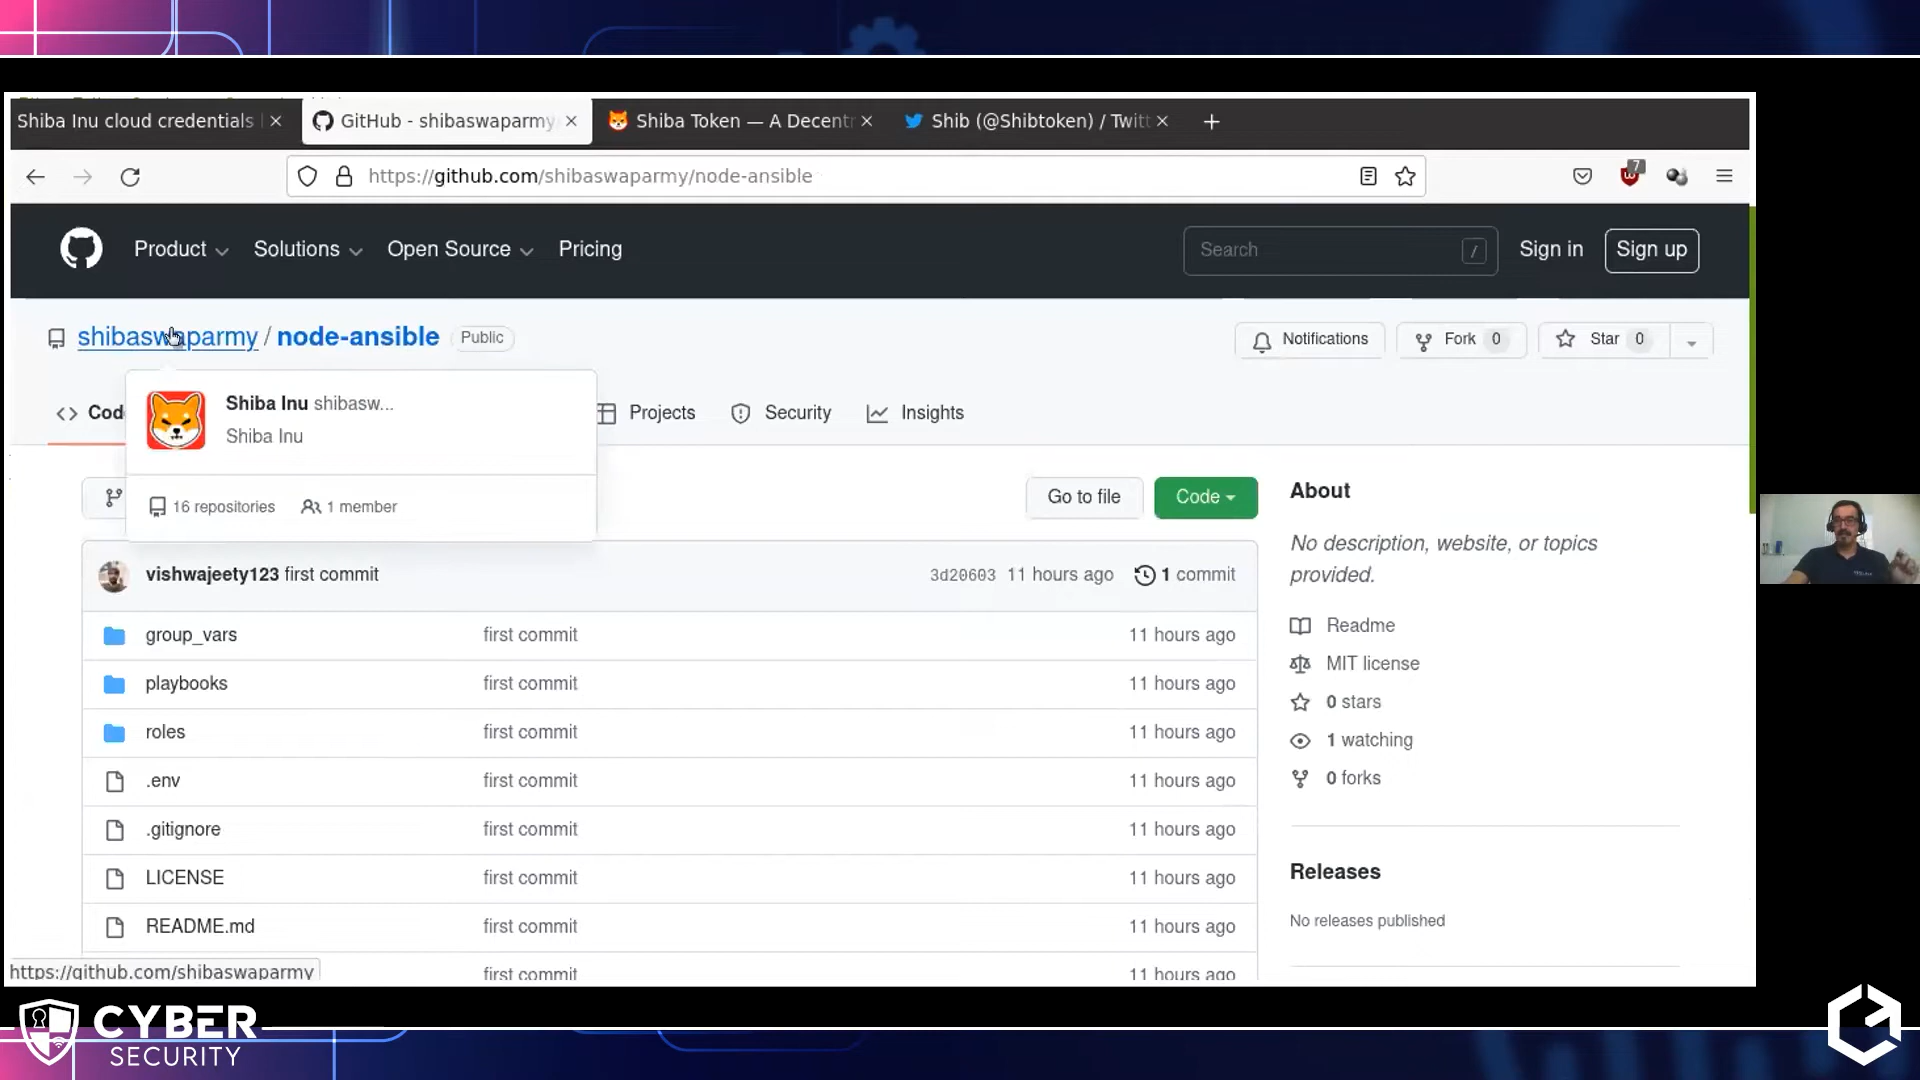 Shiba Inu cloud credentials
GitHub - shibaswaparmy
Shiba Token — A Decentr
Shib (@Shibtoken) / Twitt
https://github.com/shibaswaparmy/node-ansible
7
Product
Solutions
Open Source
Pricing
Search
/
Sign in
Sign up
shibaswaparmy / node-ansible
Public
Notifications
Fork 0
Star 0
Code
Projects
Security
Insights
Shiba Inu shibasw...
Shiba Inu
16 repositories
1 member
Go to file
Code
About
No description, website, or topics
provided.
vishwajeety123 first commit
3d20603 11 hours ago
1 commit
group_vars first commit 11 hours ago
playbooks first commit 11 hours ago
roles first commit 11 hours ago
.env first commit 11 hours ago
.gitignore first commit 11 hours ago
LICENSE first commit 11 hours ago
README.md first commit 11 hours ago
first commit 11 hours ago
Readme
MIT license
0 stars
1 watching
0 forks
Releases
No releases published
https://github.com/shibaswaparmy
CYBER
SECURITY